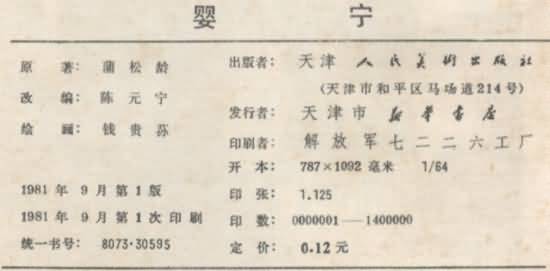 婴宁
原著：蒲松龄
改编：陈元宁
绘画：钱贵荪
1981年9月第1版
1981年9月第1次印刷
统一书号：8073·30595
出版者：天津人民美术出版社
(天津市和平区马场道214号)
发行者：天津市新华书店
印刷者：解放军七二二六工厂
开本：787×1092毫米 1/64
印张：1.125
印数：0000001—1400000
定价：0.12元